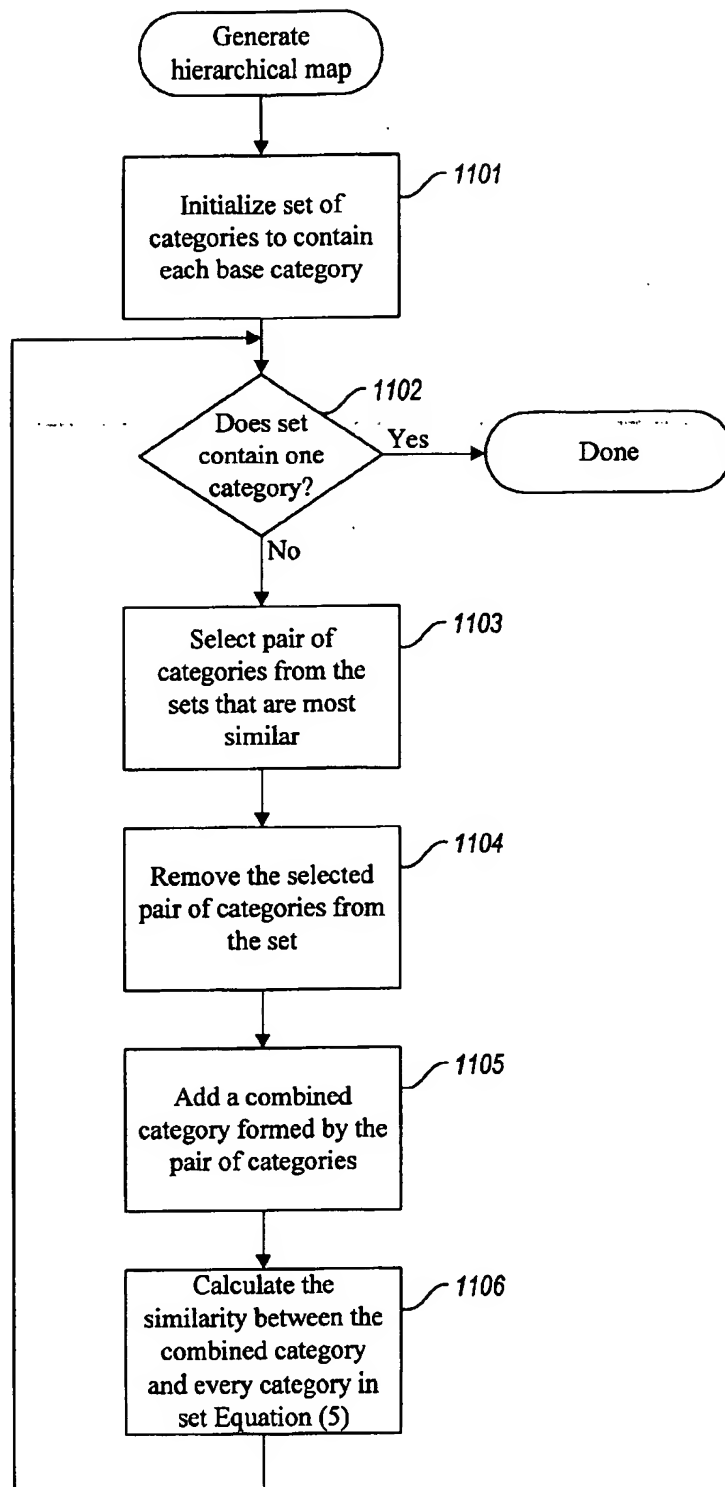 Generate
hierarchical map
1101
Initialize set of
categories to contain
each base category
1102
Does set
contain one
category?
Yes
Done
No
1103
Select pair of
categories from the
sets that are most
similar
1104
Remove the selected
pair of categories from
the set
1105
Add a combined
category formed by the
pair of categories
1106
Calculate the
similarity between the
combined category
and every category in
set Equation (5)